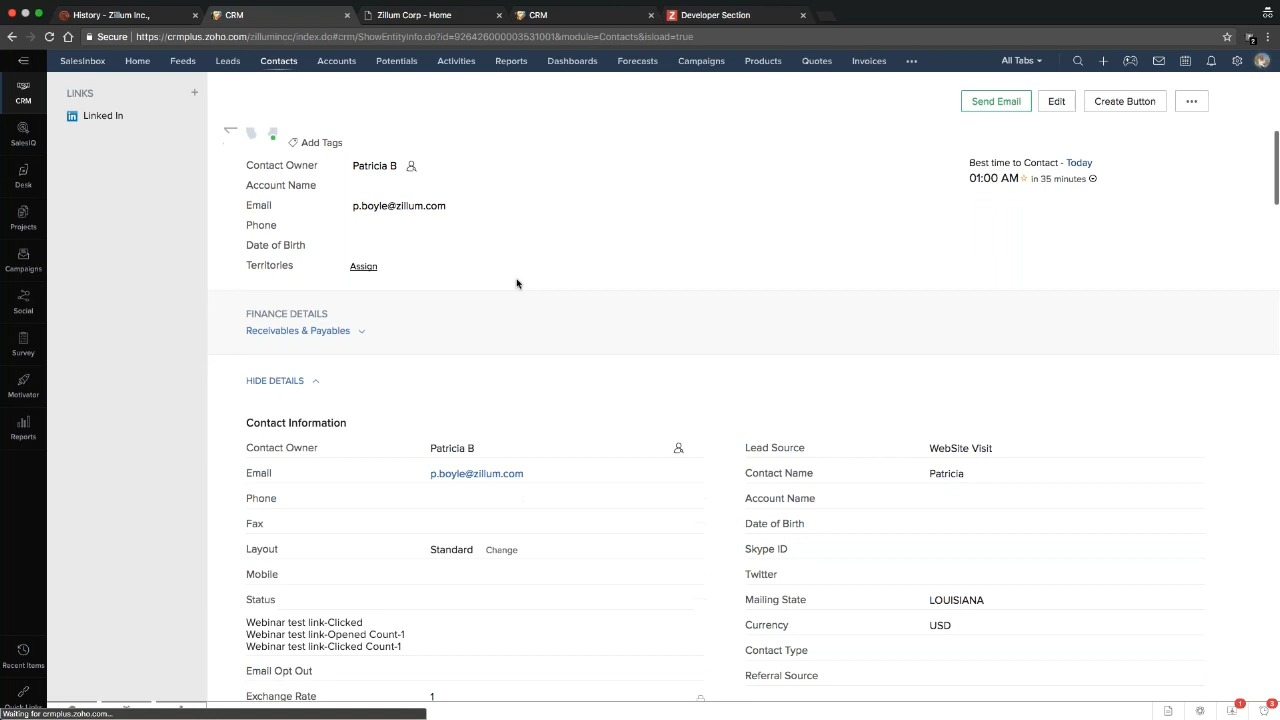 History - Zillum Inc.,
CRM
Zillum Corp - Home
CRM
Developer Section
Secure
https://crmplus.zoho.com/zillumincc/index.do#crm/ShowEntityInfo.do?id=926426000003531001&module=Contacts&isload=true
SalesInbox Home Feeds Leads Contacts Accounts Potentials Activities Reports Dashboards Forecasts Campaigns Products Quotes Invoices ••• All Tabs
CRM
SalesIQ
Desk
Projects
Campaigns
Social
Survey
Motivator
Reports
Recent Items
LINKS +
Linked In
Send Email Edit Create Button •••
Add Tags
Contact Owner Patricia B
Account Name
Email p.boyle@zillum.com
Phone
Date of Birth
Territories Assign
Best time to Contact - Today
01:00 AM in 35 minutes
FINANCE DETAILS
Receivables & Payables
HIDE DETAILS
Contact Information
Contact Owner Patricia B
Email p.boyle@zillum.com
Phone
Fax
Layout Standard Change
Mobile
Status
Webinar test link-Clicked
Webinar test link-Opened Count-1
Webinar test link-Clicked Count-1
Email Opt Out
Exchange Rate 1
Lead Source WebSite Visit
Contact Name Patricia
Account Name
Date of Birth
Skype ID
Twitter
Mailing State LOUISIANA
Currency USD
Contact Type
Referral Source
Waiting for crmplus.zoho.com...
1
3